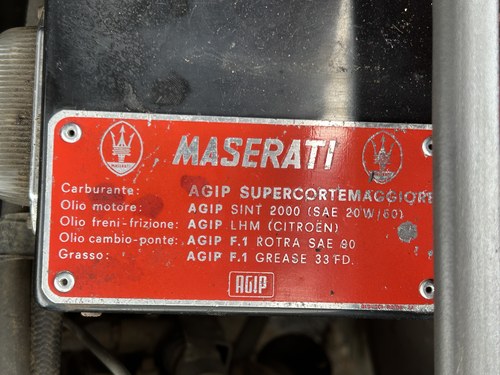 MASERATI
Carburante: AGIP SUPERCORTEMAGGIORE
Olio motore: AGIP SINT 2000 (SAE 20W/60)
Olio freni-frizione: AGIP LHM (CITROËN)
Olio cambio-ponte: AGIP F.1 ROTRA SAE 90
Grasso: AGIP F.1 GREASE 33 FD.
AGIP